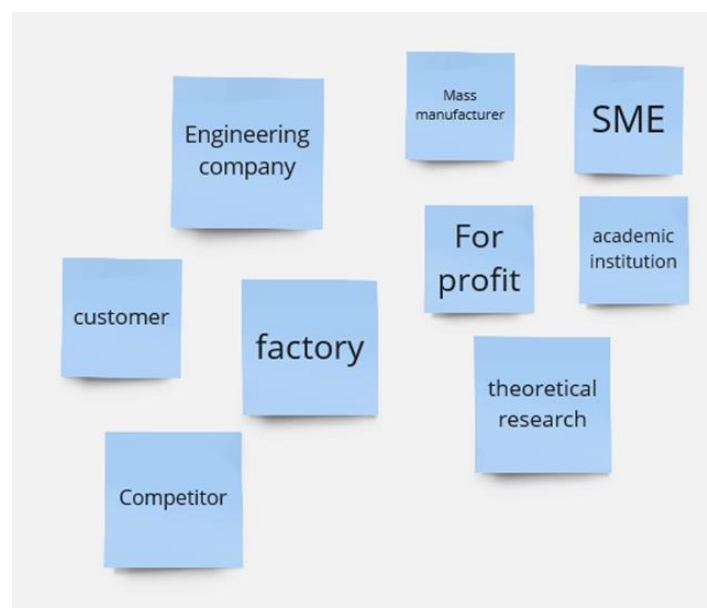 Engineering
company
Mass
manufacturer
SME
For
profit
academic
institution
customer
factory
theoretical
research
Competitor